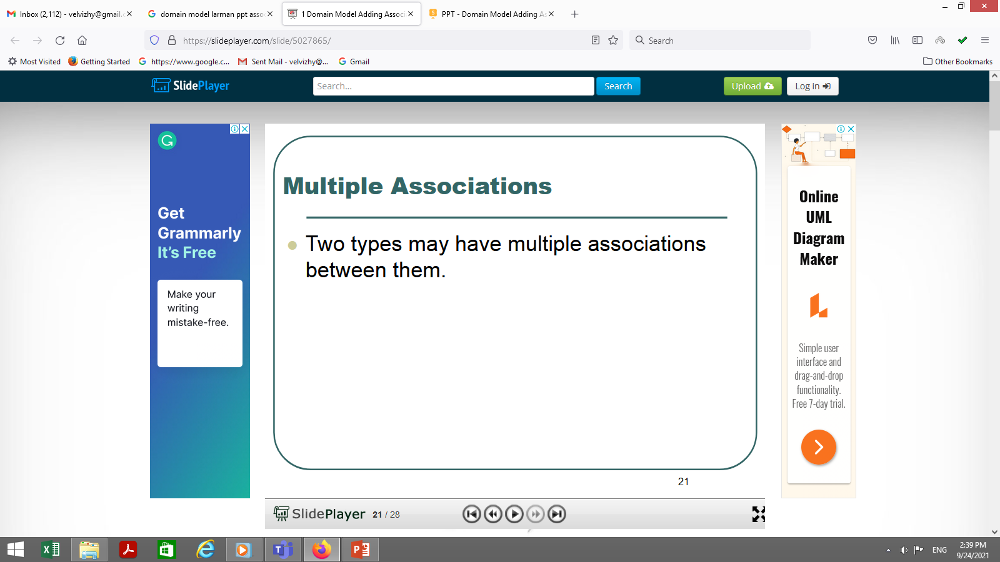 Inbox (2,112) - velvizhy@gmail.c
domain model larman ppt asso
1 Domain Model Adding Associ
PPT - Domain Model Adding A
https://slideplayer.com/slide/5027865/
Search
Most Visited
Getting Started
https://www.google.c...
Sent Mail - velvizhy@...
Gmail
Other Bookmarks
SlidePlayer
Search...
Search
Upload
Log in
Get
Grammarly
It's Free
Make your
writing
mistake-free.
Multiple Associations
Two types may have multiple associations
between them.
21
Online
UML
Diagram
Maker
Simple user
interface and
drag-and-drop
functionality.
Free 7-day trial.
SlidePlayer 21 / 28
ENG
2:39 PM
9/24/2021